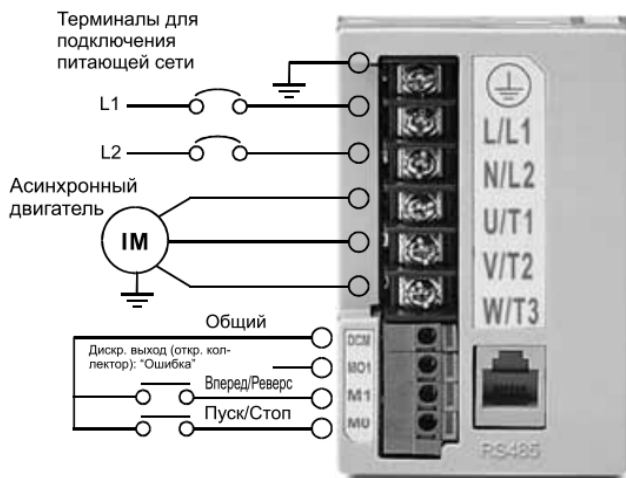 Терминалы для
подключения
питающей сети
L1
L2
Асинхронный
двигатель
IM
L/L1
N/L2
U/T1
V/T2
W/T3
Общий
Дискр. выход (откр. кол-
лектор): "Ошибка"
Вперед/Реверс
Пуск/Стоп
DCM
MO1
M1
M0
RS485